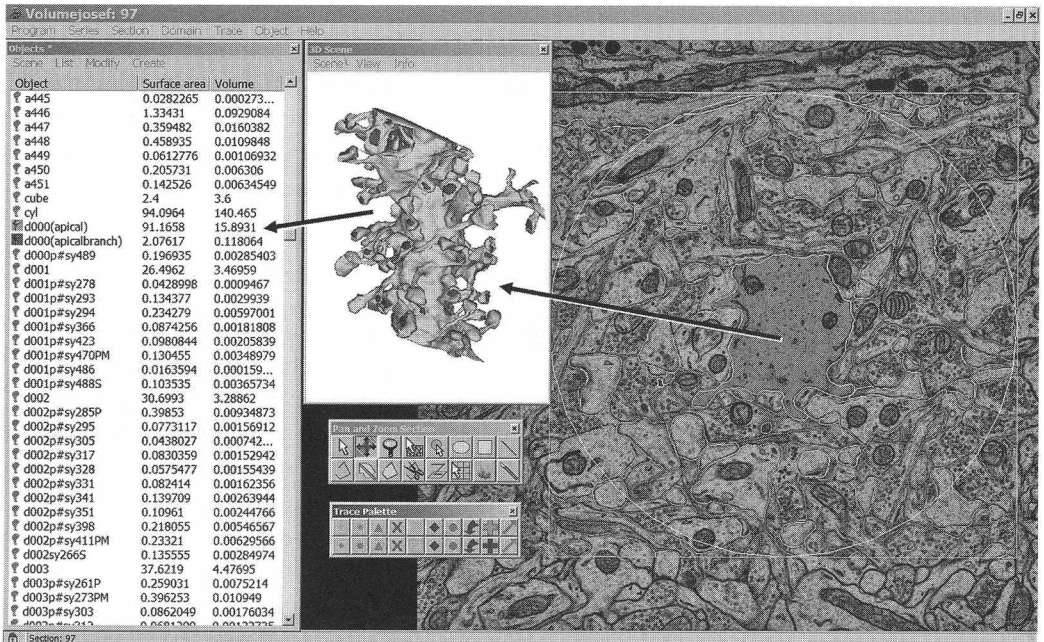 Volumejosef: 97
Program Series Section Domain Trace Object Help
Objects *
Scene List Modify Create
Object Surface area Volume
a445 0.0282265 0.000273...
a446 1.33431 0.0929084
a447 0.359482 0.0160382
a448 0.458935 0.0109848
a449 0.0612776 0.00106932
a450 0.205731 0.006306
a451 0.142526 0.00634549
cube 2.4 3.6
cyl 94.0964 140.465
d000(apical) 91.1658 15.8931
d000(apicalbranch) 2.07617 0.118064
d000p#sy489 0.196935 0.00285403
d001 26.4962 3.46959
d001p#sy278 0.0428998 0.0009467
d001p#sy293 0.134377 0.0029939
d001p#sy294 0.234279 0.00597001
d001p#sy366 0.0874256 0.00181808
d001p#sy423 0.0980844 0.00205839
d001p#sy470PM 0.130455 0.00348979
d001p#sy486 0.0163594 0.000159...
d001p#sy488S 0.103535 0.00365734
d002 30.6993 3.28862
d002p#sy285P 0.39853 0.00934873
d002p#sy295 0.0773117 0.00156912
d002p#sy305 0.0438027 0.000742...
d002p#sy317 0.0830359 0.00152942
d002p#sy328 0.0575477 0.00155439
d002p#sy331 0.082414 0.00162356
d002p#sy341 0.139709 0.00263944
d002p#sy351 0.10961 0.00244766
d002p#sy398 0.218055 0.00546567
d002p#sy411PM 0.23321 0.00629566
d002sy266S 0.135555 0.00284974
d003 37.6219 4.47695
d003p#sy261P 0.259031 0.0075214
d003p#sy273PM 0.396253 0.010949
d003p#sy303 0.0862049 0.00176034
3D Scene
Scene View Info
Pan and Zoom Section
Trace Palette
Section: 97